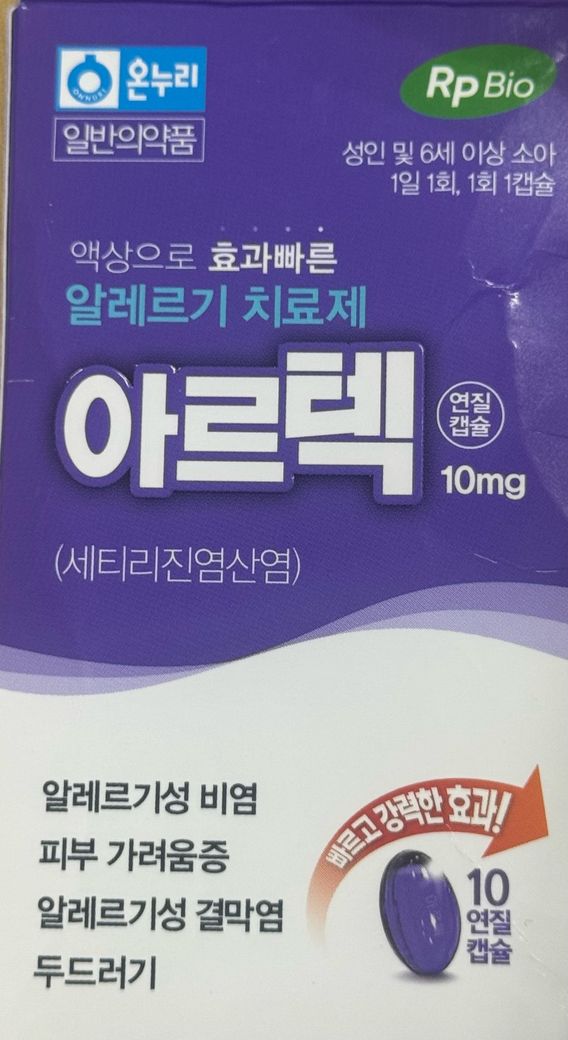 온누리
OWNURI
Rp Bio
일반의약품
성인 및 6세 이상 소아
1일 1회, 1회 1캡슐
액상으로 효과빠른
알레르기 치료제
아르텍
연질
캡슐
10mg
(세티리진염산염)
알레르기성 비염
피부 가려움증
알레르기성 결막염
두드러기
빠르고 강력한 효과!
10
연질
캡슐